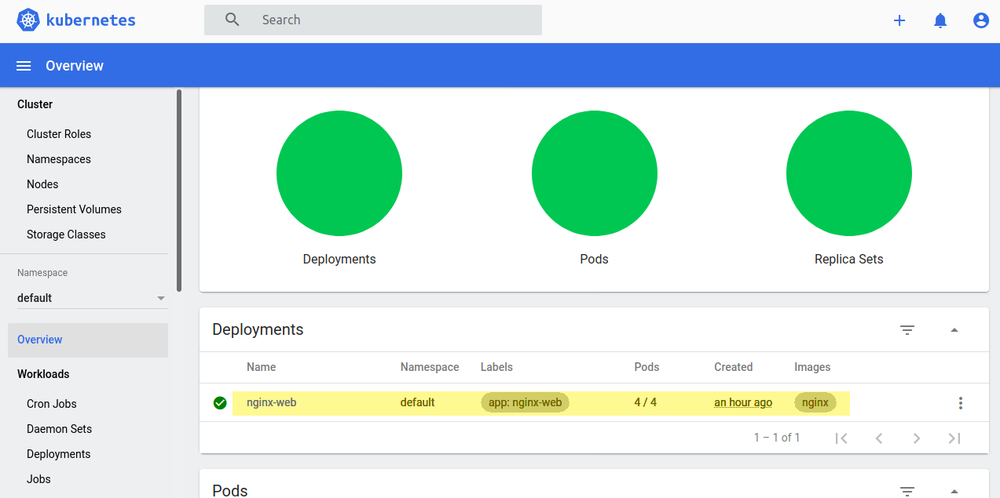 kubernetes
Search
Overview
Cluster
Cluster Roles
Namespaces
Nodes
Persistent Volumes
Storage Classes
Namespace
default
Overview
Workloads
Cron Jobs
Daemon Sets
Deployments
Jobs
Deployments Pods Replica Sets
Deployments
Name Namespace Labels Pods Created Images
nginx-web default app: nginx-web 4 / 4 an hour ago nginx
1 – 1 of 1
Pods